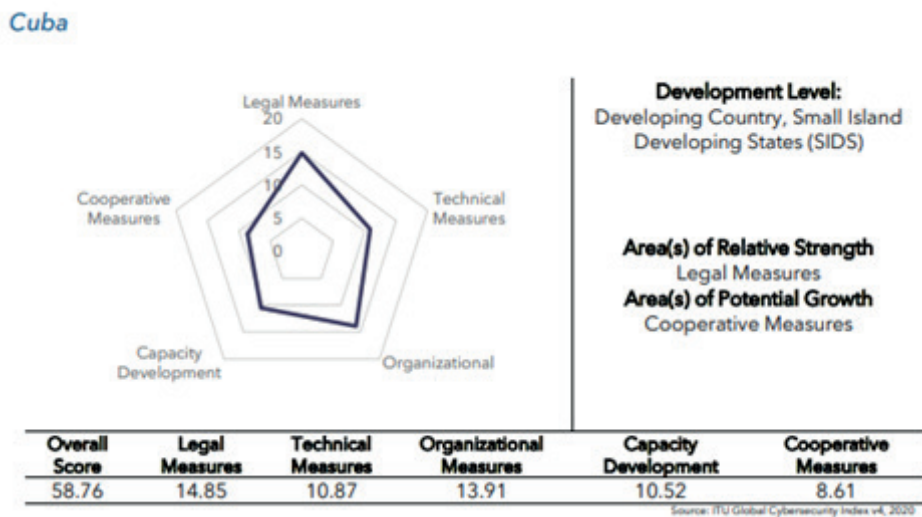 Cuba
Legal Measures
20
15
10
5
0
Technical
Measures
Organizational
Capacity
Development
Cooperative
Measures
Development Level:
Developing Country, Small Island
Developing States (SIDS)
Area(s) of Relative Strength
Legal Measures
Area(s) of Potential Growth
Cooperative Measures
Overall Score Legal Measures Technical Measures Organizational Measures Capacity Development Cooperative Measures
58.76 14.85 10.87 13.91 10.52 8.61
Source: ITU Global Cybersecurity Index v4, 2020